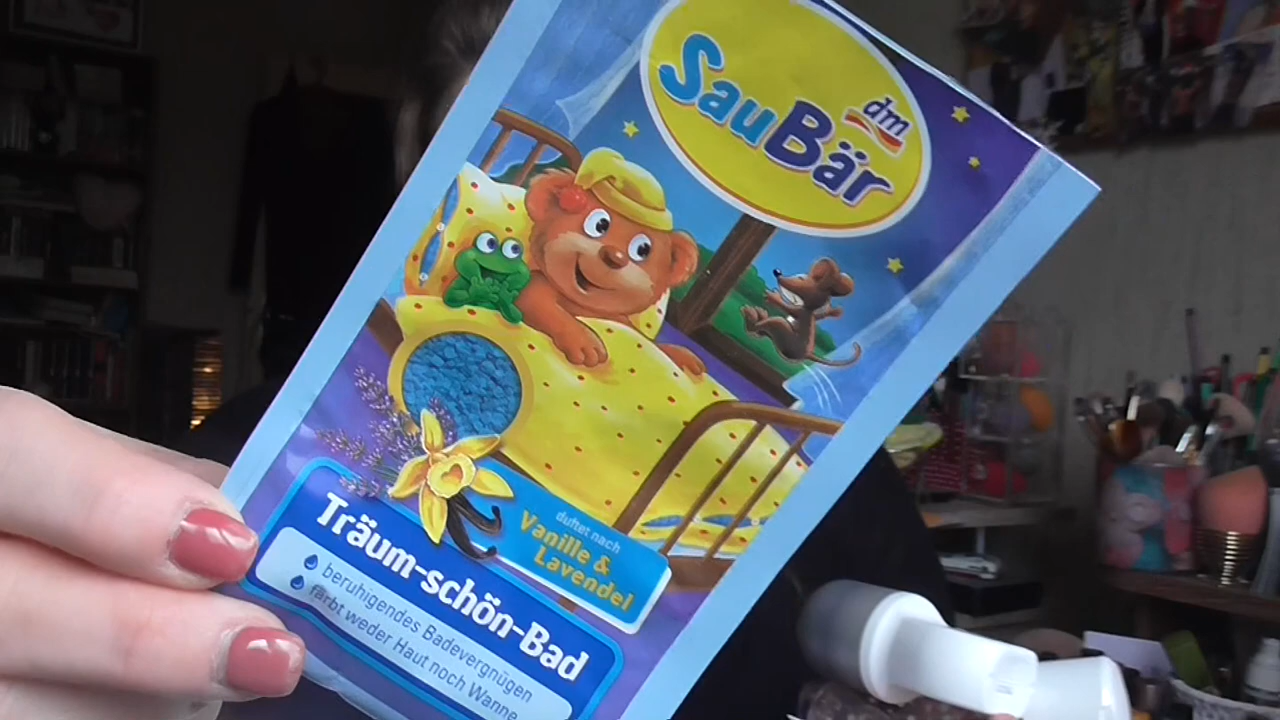 SauBär
dm
duftet nach
Vanille &
Lavendel
Träum-schön-Bad
beruhigendes Badevergnügen
färbt weder Haut noch Wanne